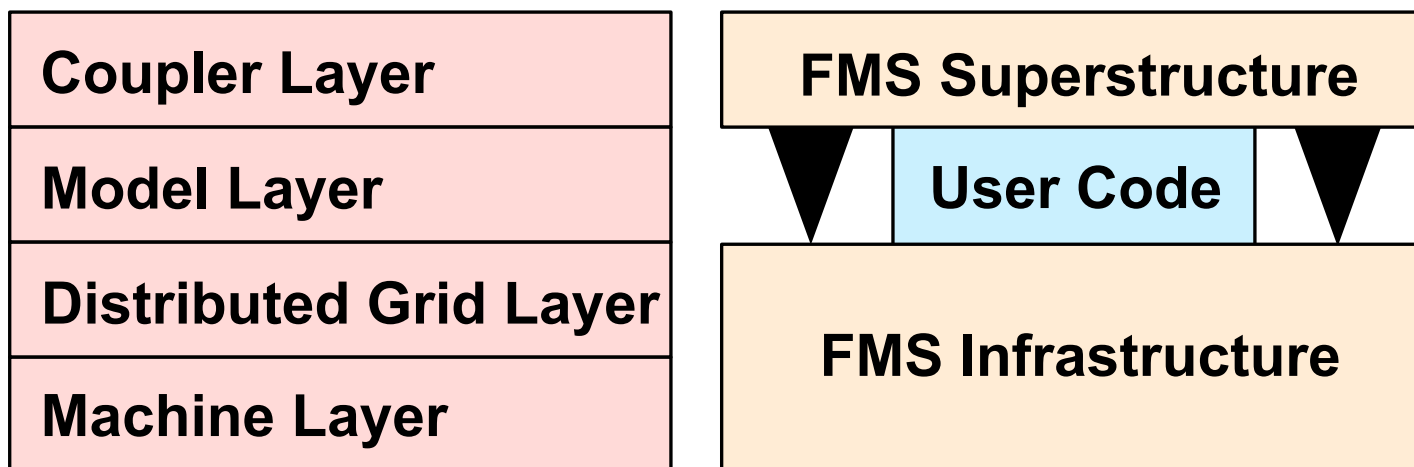 Coupler Layer
Model Layer
Distributed Grid Layer
Machine Layer
FMS Superstructure
User Code
FMS Infrastructure